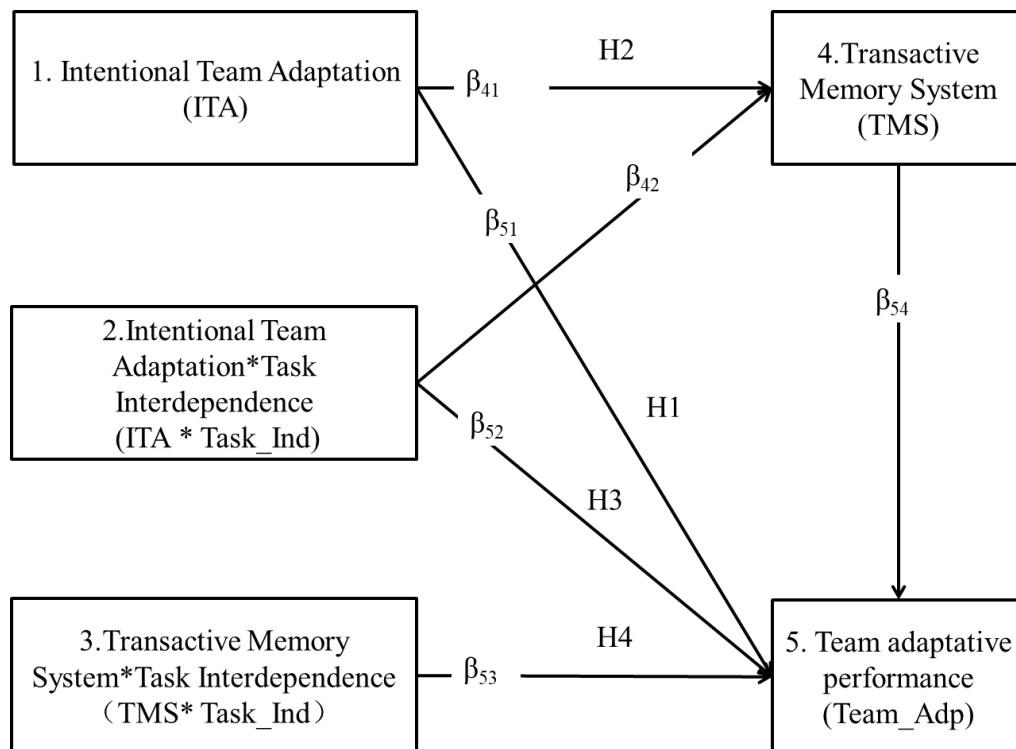 1. Intentional Team Adaptation
(ITA)
H2
β41
4.Transactive
Memory System
(TMS)
β42
β51
β54
2.Intentional Team
Adaptation*Task
Interdependence
(ITA * Task_Ind)
H1
β52
H3
3.Transactive Memory
System*Task Interdependence
（TMS* Task_Ind）
H4
β53
5. Team adaptative
performance
(Team_Adp)